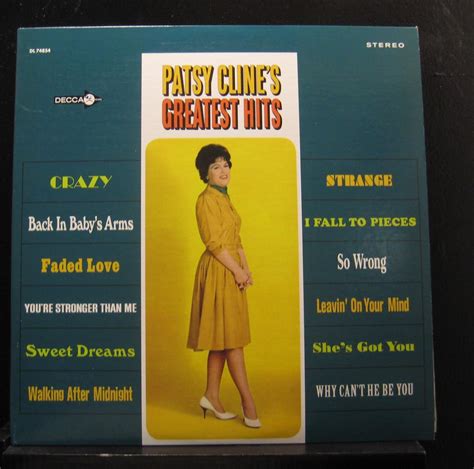 DL 74854
STEREO
PATSY CLINE'S
GREATEST HITS
DECCA
CRAZY
Back In Baby's Arms
Faded Love
YOU'RE STRONGER THAN ME
Sweet Dreams
Walking After Midnight
STRANGE
I FALL TO PIECES
So Wrong
Leavin' On Your Mind
She's Got You
WHY CAN'T HE BE YOU